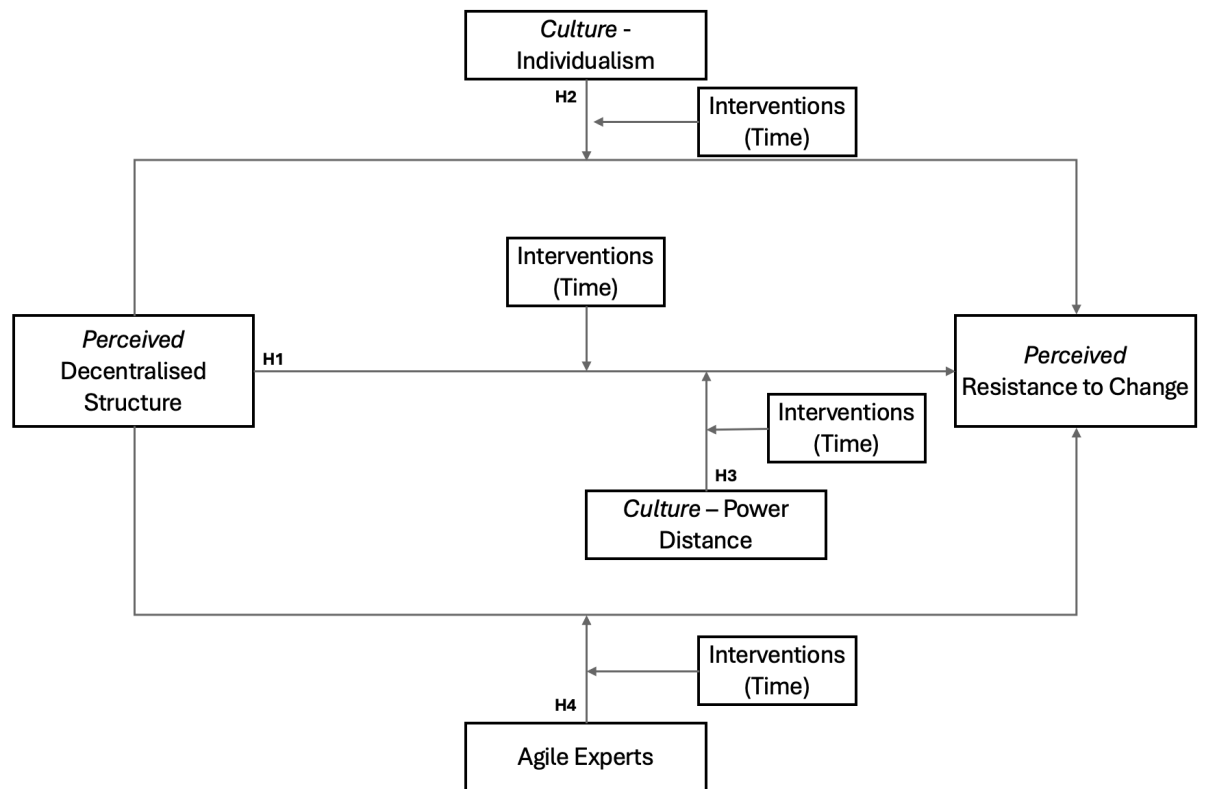 Culture -
Individualism
H2
Interventions
(Time)
Interventions
(Time)
Perceived
Decentralised
Structure
H1
Perceived
Resistance to Change
Interventions
(Time)
H3
Culture – Power
Distance
Interventions
(Time)
H4
Agile Experts